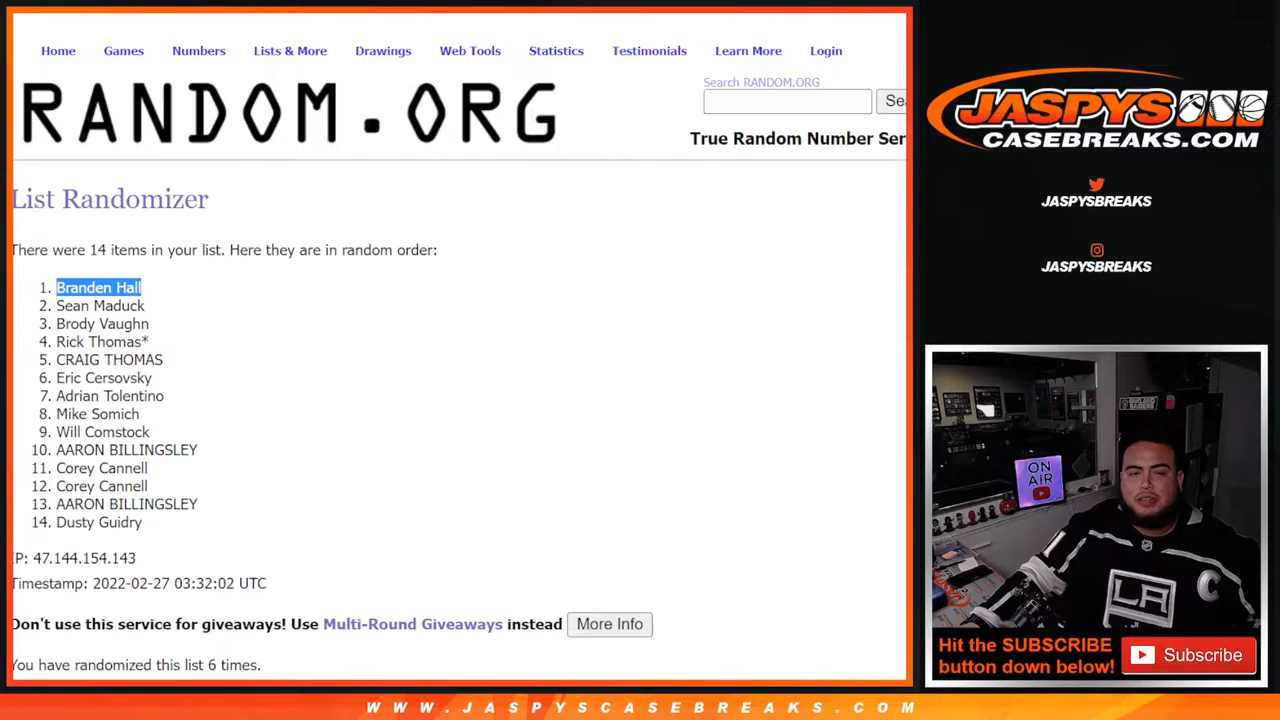 Home Games Numbers Lists & More Drawings Web Tools Statistics Testimonials Learn More Login
Search RANDOM.ORG
RANDOM.ORG
Sea
True Random Number Ser
List Randomizer
There were 14 items in your list. Here they are in random order:
1. Branden Hall
2. Sean Maduck
3. Brody Vaughn
4. Rick Thomas*
5. CRAIG THOMAS
6. Eric Cersovsky
7. Adrian Tolentino
8. Mike Somich
9. Will Comstock
10. AARON BILLINGSLEY
11. Corey Cannell
12. Corey Cannell
13. AARON BILLINGSLEY
14. Dusty Guidry
IP: 47.144.154.143
Timestamp: 2022-02-27 03:32:02 UTC
Don't use this service for giveaways! Use Multi-Round Giveaways instead More Info
You have randomized this list 6 times.
JASPYS
CASEBREAKS.COM
JASPYSBREAKS
JASPYSBREAKS
OAKLAND
RAIDERS
ON
AIR
LA
C
Hit the SUBSCRIBE
button down below!
Subscribe
WWW.JASPYSCASEBREAKS.COM